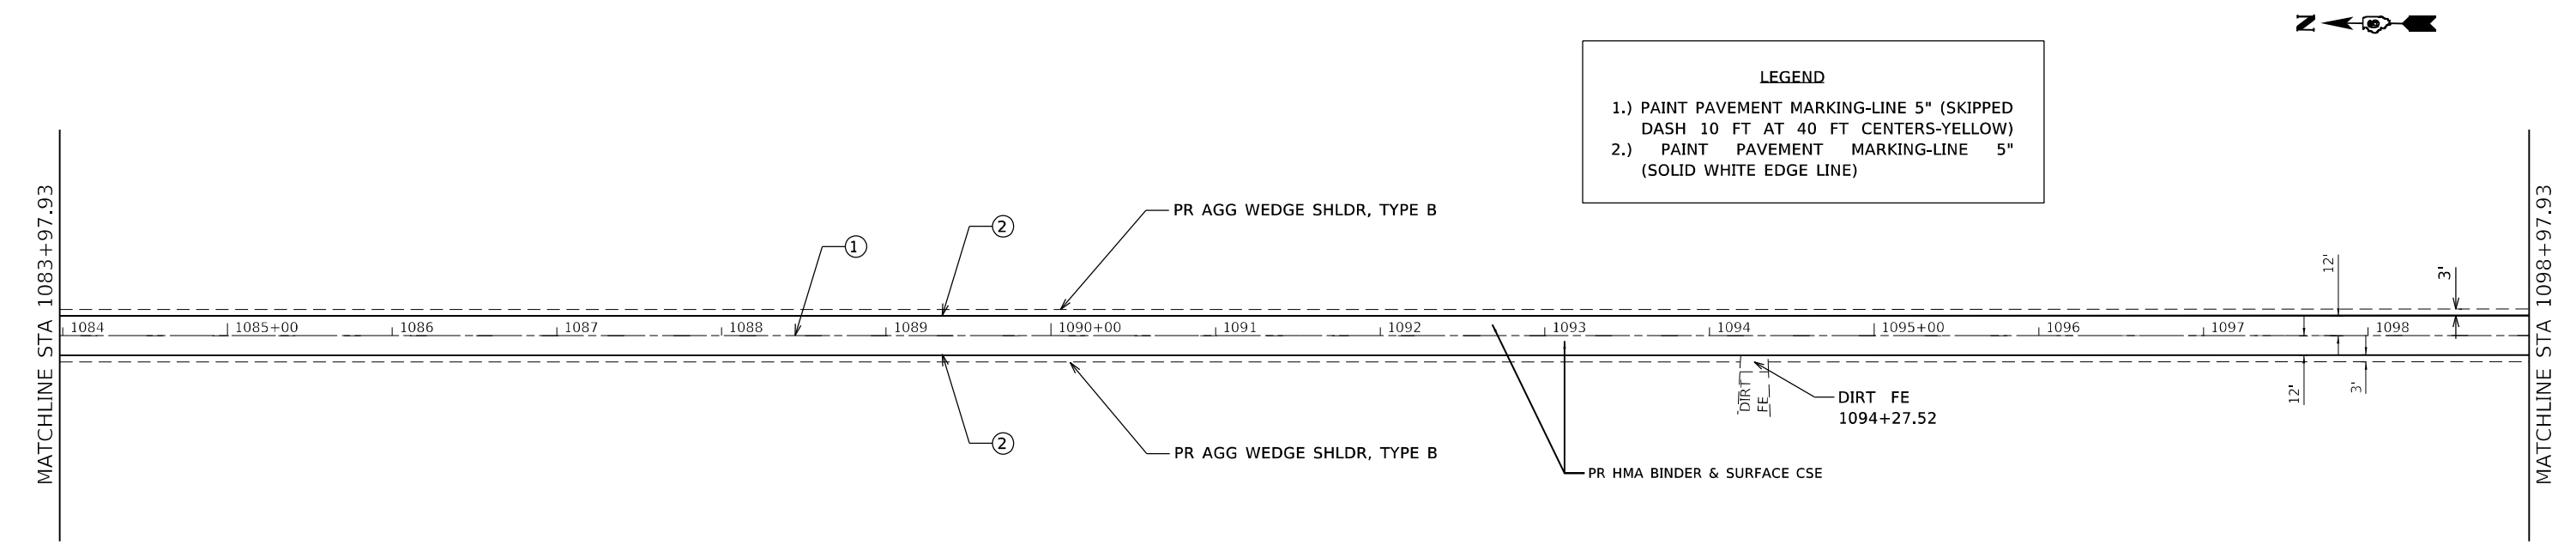 N
LEGEND
1.) PAINT PAVEMENT MARKING-LINE 5" (SKIPPED
DASH 10 FT AT 40 FT CENTERS-YELLOW)
2.) PAINT PAVEMENT MARKING-LINE 5"
(SOLID WHITE EDGE LINE)
MATCHLINE STA 1083+97.93
MATCHLINE STA 1098+97.93
PR AGG WEDGE SHLDR, TYPE B
2
1
12'
3'
1084
1085+00
1086
1087
1088
1089
1090+00
1091
1092
1093
1094
1095+00
1096
1097
1098
DIRT
FE
12'
3'
DIRT FE
1094+27.52
2
PR AGG WEDGE SHLDR, TYPE B
PR HMA BINDER & SURFACE CSE